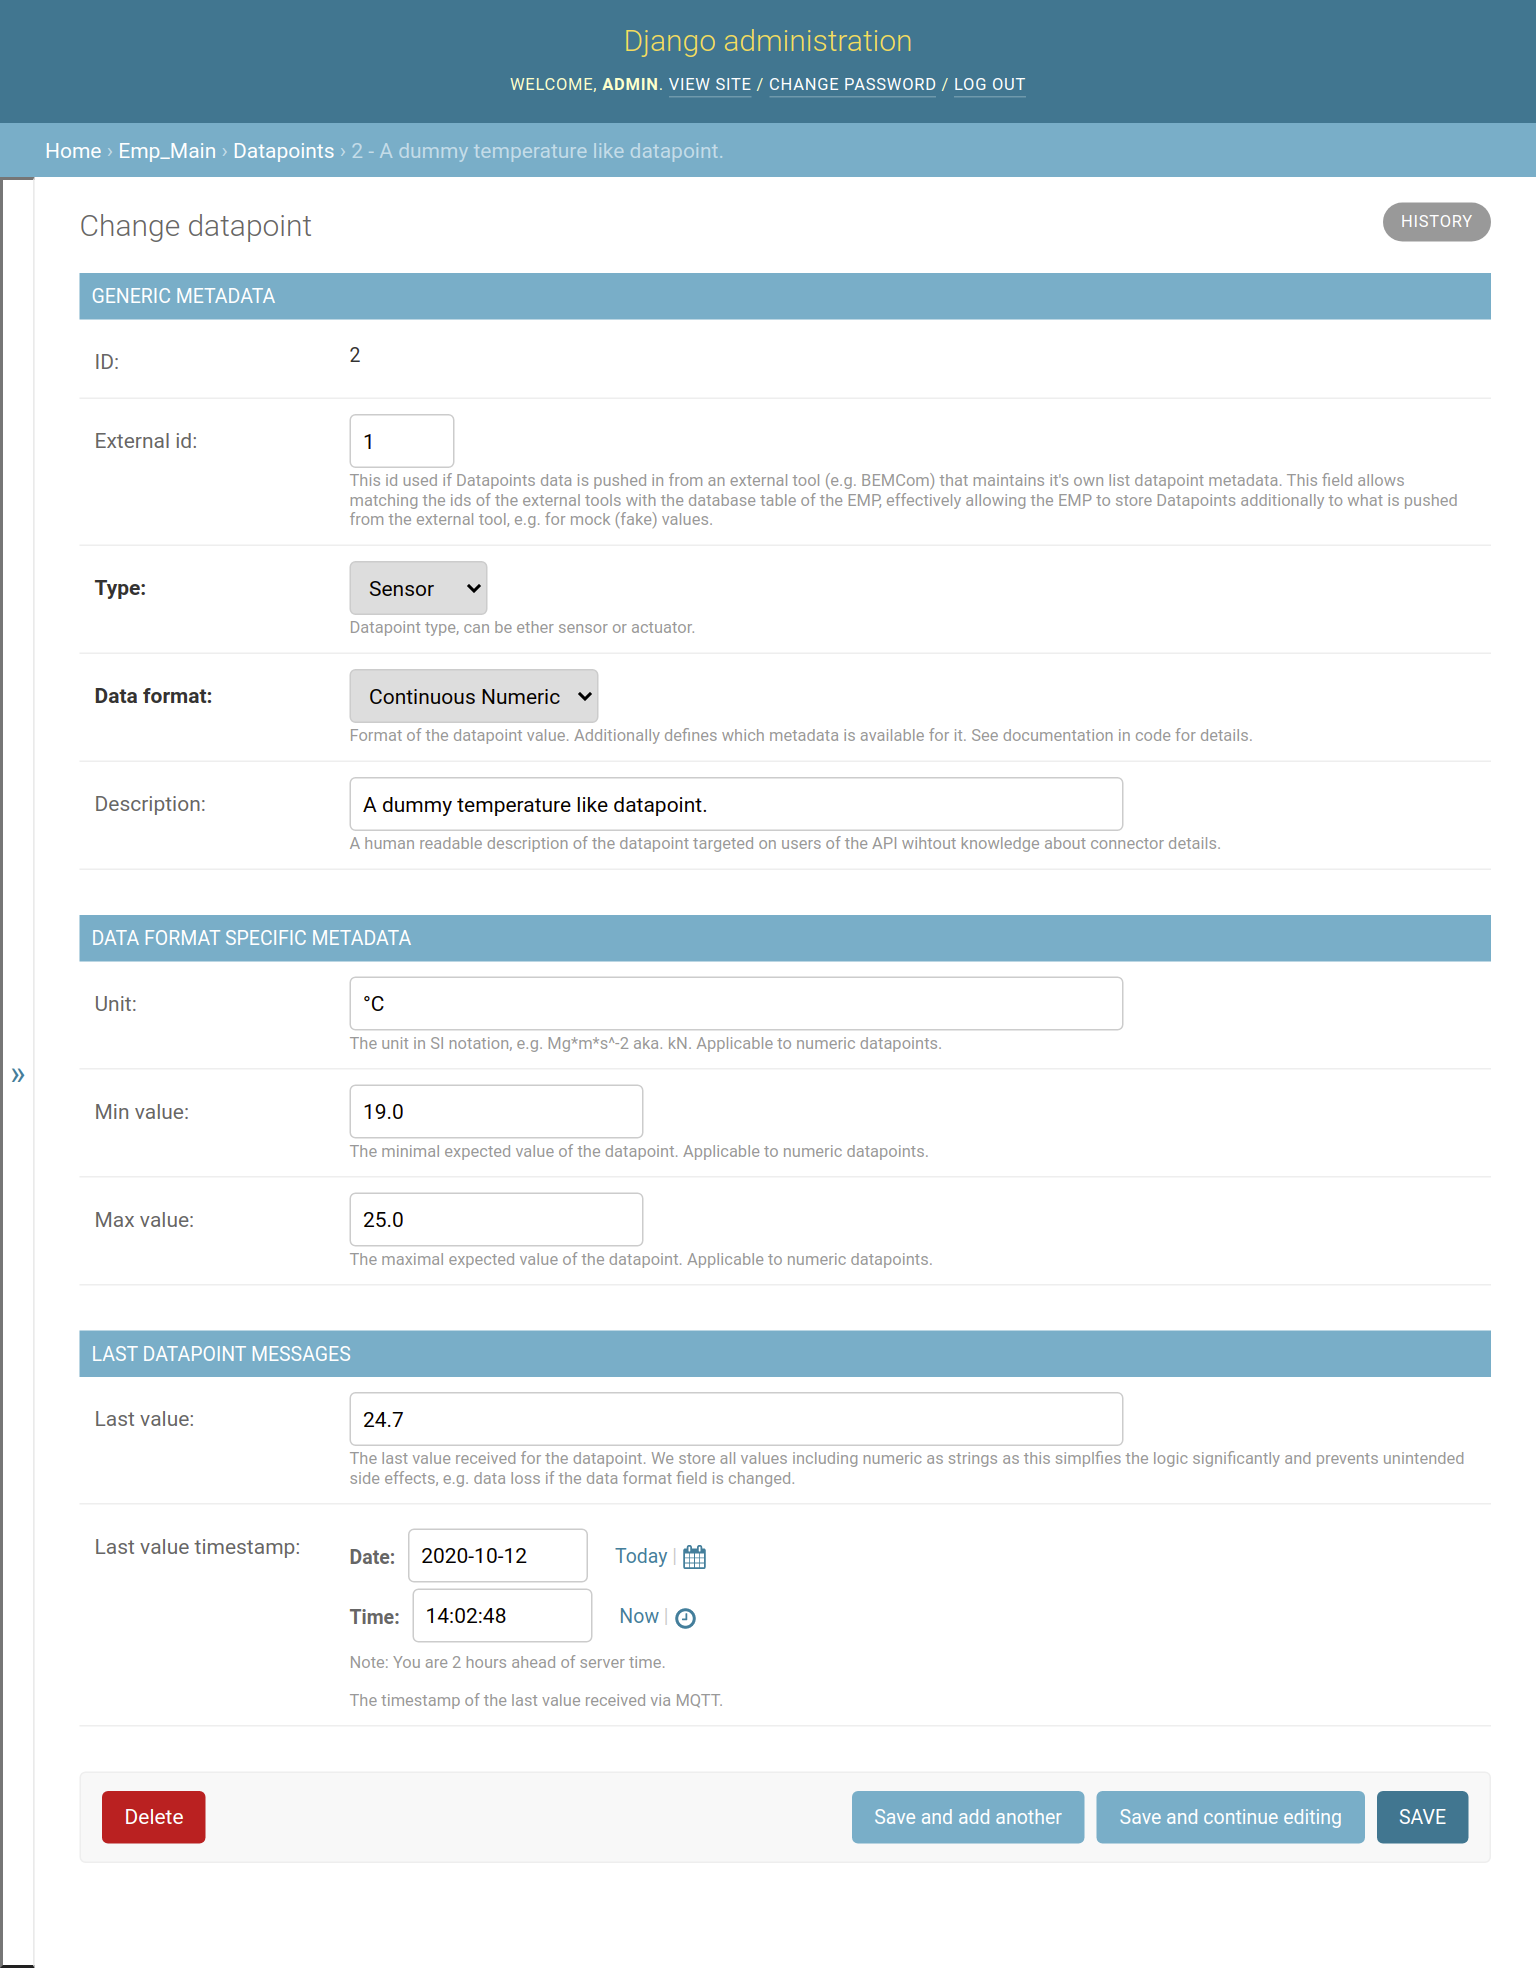 Django administration
WELCOME, ADMIN. VIEW SITE / CHANGE PASSWORD / LOG OUT
Home › Emp_Main › Datapoints › 2 - A dummy temperature like datapoint.
Change datapoint
HISTORY
GENERIC METADATA
ID:
2
External id:
1
This id used if Datapoints data is pushed in from an external tool (e.g. BEMCom) that maintains it's own list datapoint metadata. This field allows
matching the ids of the external tools with the database table of the EMP, effectively allowing the EMP to store Datapoints additionally to what is pushed
from the external tool, e.g. for mock (fake) values.
Type:
Sensor
Datapoint type, can be ether sensor or actuator.
Data format:
Continuous Numeric
Format of the datapoint value. Additionally defines which metadata is available for it. See documentation in code for details.
Description:
A dummy temperature like datapoint.
A human readable description of the datapoint targeted on users of the API wihtout knowledge about connector details.
DATA FORMAT SPECIFIC METADATA
Unit:
°C
The unit in SI notation, e.g. Mg*m*s^-2 aka. kN. Applicable to numeric datapoints.
»
Min value:
19.0
The minimal expected value of the datapoint. Applicable to numeric datapoints.
Max value:
25.0
The maximal expected value of the datapoint. Applicable to numeric datapoints.
LAST DATAPOINT MESSAGES
Last value:
24.7
The last value received for the datapoint. We store all values including numeric as strings as this simplfies the logic significantly and prevents unintended
side effects, e.g. data loss if the data format field is changed.
Last value timestamp:
Date: 2020-10-12 Today |
Time: 14:02:48 Now |
Note: You are 2 hours ahead of server time.
The timestamp of the last value received via MQTT.
Delete
Save and add another
Save and continue editing
SAVE